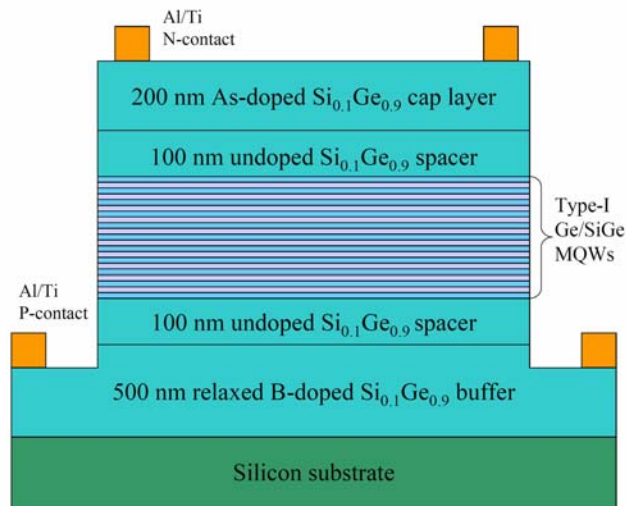 Al/Ti
N-contact
200 nm As-doped Si₀.₁Ge₀.₉ cap layer
100 nm undoped Si₀.₁Ge₀.₉ spacer
Type-I
Ge/SiGe
MQWs
Al/Ti
P-contact
100 nm undoped Si₀.₁Ge₀.₉ spacer
500 nm relaxed B-doped Si₀.₁Ge₀.₉ buffer
Silicon substrate